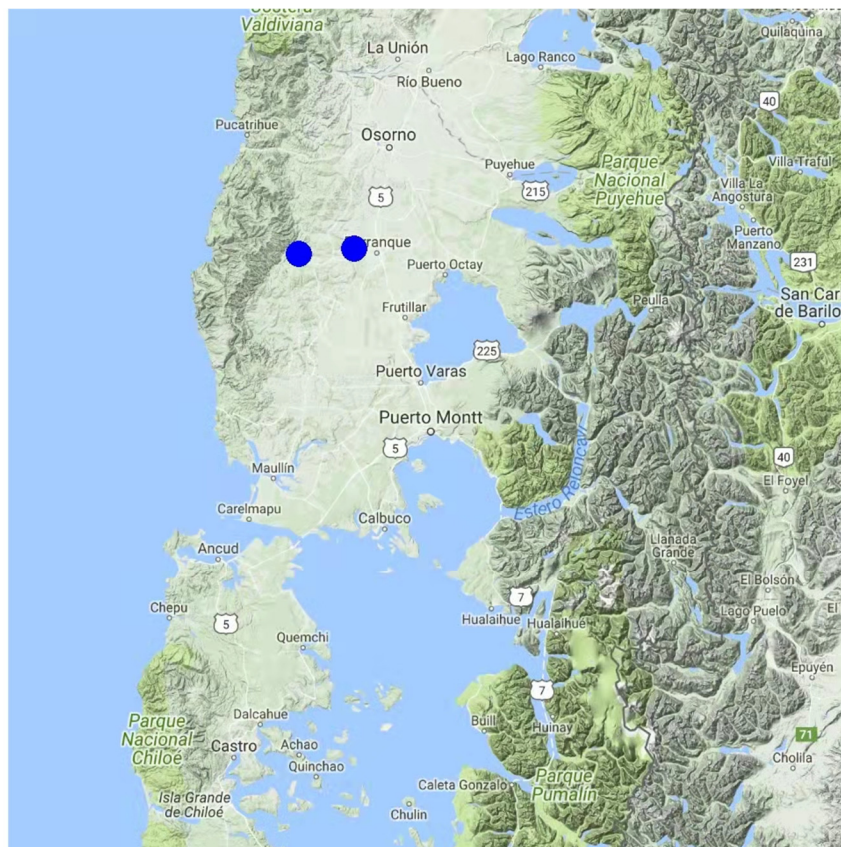 Costera
Valdiviana
Quilaquina
La Unión
Lago Ranco
Río Bueno
40
Pucatrihue
Osorno
Puyehue
Parque
Nacional
Puyehue
Villa Traful
215
Villa La
Angostura
5
Puerto
Manzano
rranque
Puerto Octay
231
Peulla
San Car
de Barilo
Frutillar
225
Puerto Varas
Puerto Montt
5
Estero Reloncaví
40
El Foyel
Maullín
Carelmapu
Calbuco
Ancud
Llanada
Grande
El Bolsón
7
Chepu
5
Hualaihue
Hualaihué
Lago Puelo
El
Quemchi
Epuyén
7
Parque
Nacional
Chiloé
Dalcahue
Buill
Huinay
71
Castro
Achao
Quinchao
Cholila
Caleta Gonzalo
Parque
Pumalín
Isla Grande
de Chiloé
Chulin